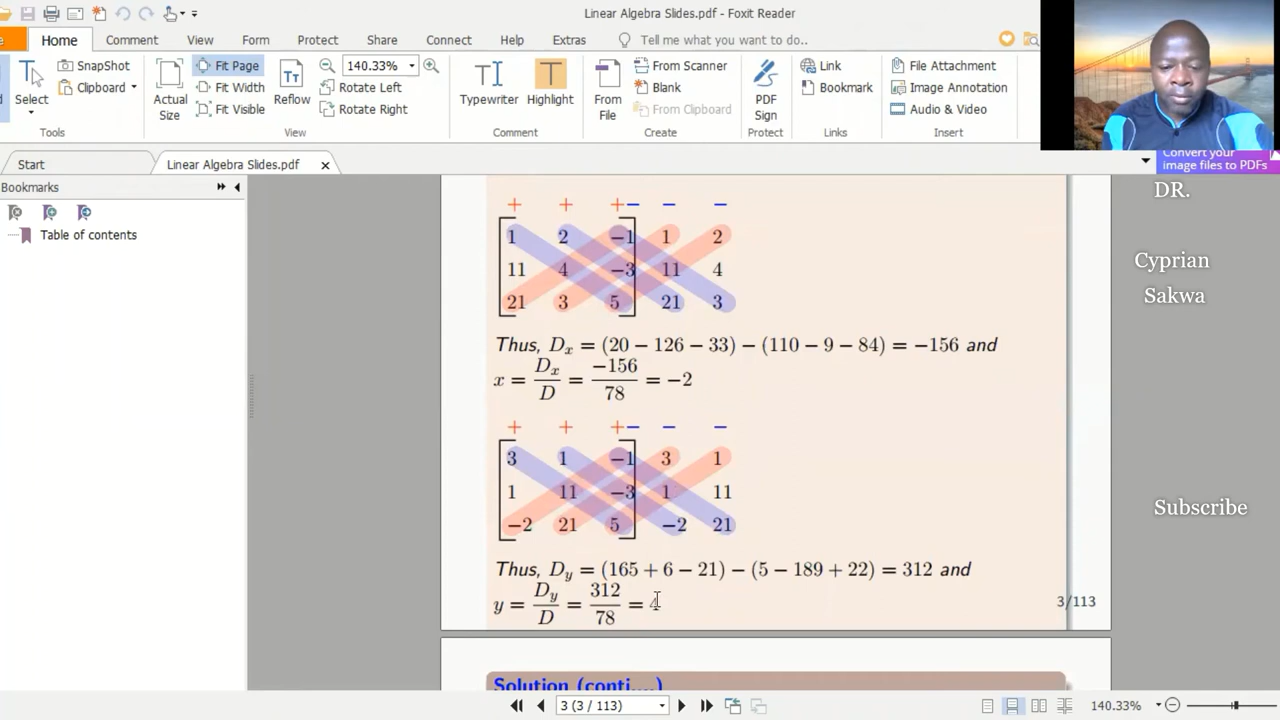 Linear Algebra Slides.pdf - Foxit Reader
Home Comment View Form Protect Share Connect Help Extras Tell me what you want to do..
Select
SnapShot
Clipboard
Tools
Actual Size
Fit Page
Fit Width
Fit Visible
Reflow
140.33%
Rotate Left
Rotate Right
View
Typewriter
Highlight
Comment
From File
From Scanner
Blank
From Clipboard
Create
PDF Sign
Protect
Link
Bookmark
Links
File Attachment
Image Annotation
Audio & Video
Insert
Start
Linear Algebra Slides.pdf
Convert your
image files to PDFs
Bookmarks
Table of contents
DR.
Cyprian
Sakwa
Subscribe
+ + + − − −
1 2 −1 1 2
11 4 −3 11 4
21 3 5 21 3
Thus, Dx = (20 − 126 − 33) − (110 − 9 − 84) = −156 and
x = Dx/D = −156/78 = −2
+ + + − − −
3 1 −1 3 1
1 11 −3 1 11
−2 21 5 −2 21
Thus, Dy = (165 + 6 − 21) − (5 − 189 + 22) = 312 and
y = Dy/D = 312/78 = 4
3/113
Solution (conti....)
3 (3 / 113)
140.33%